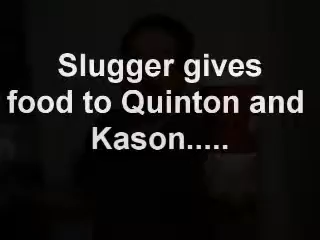 Slugger gives
food to Quinton and
Kason.....